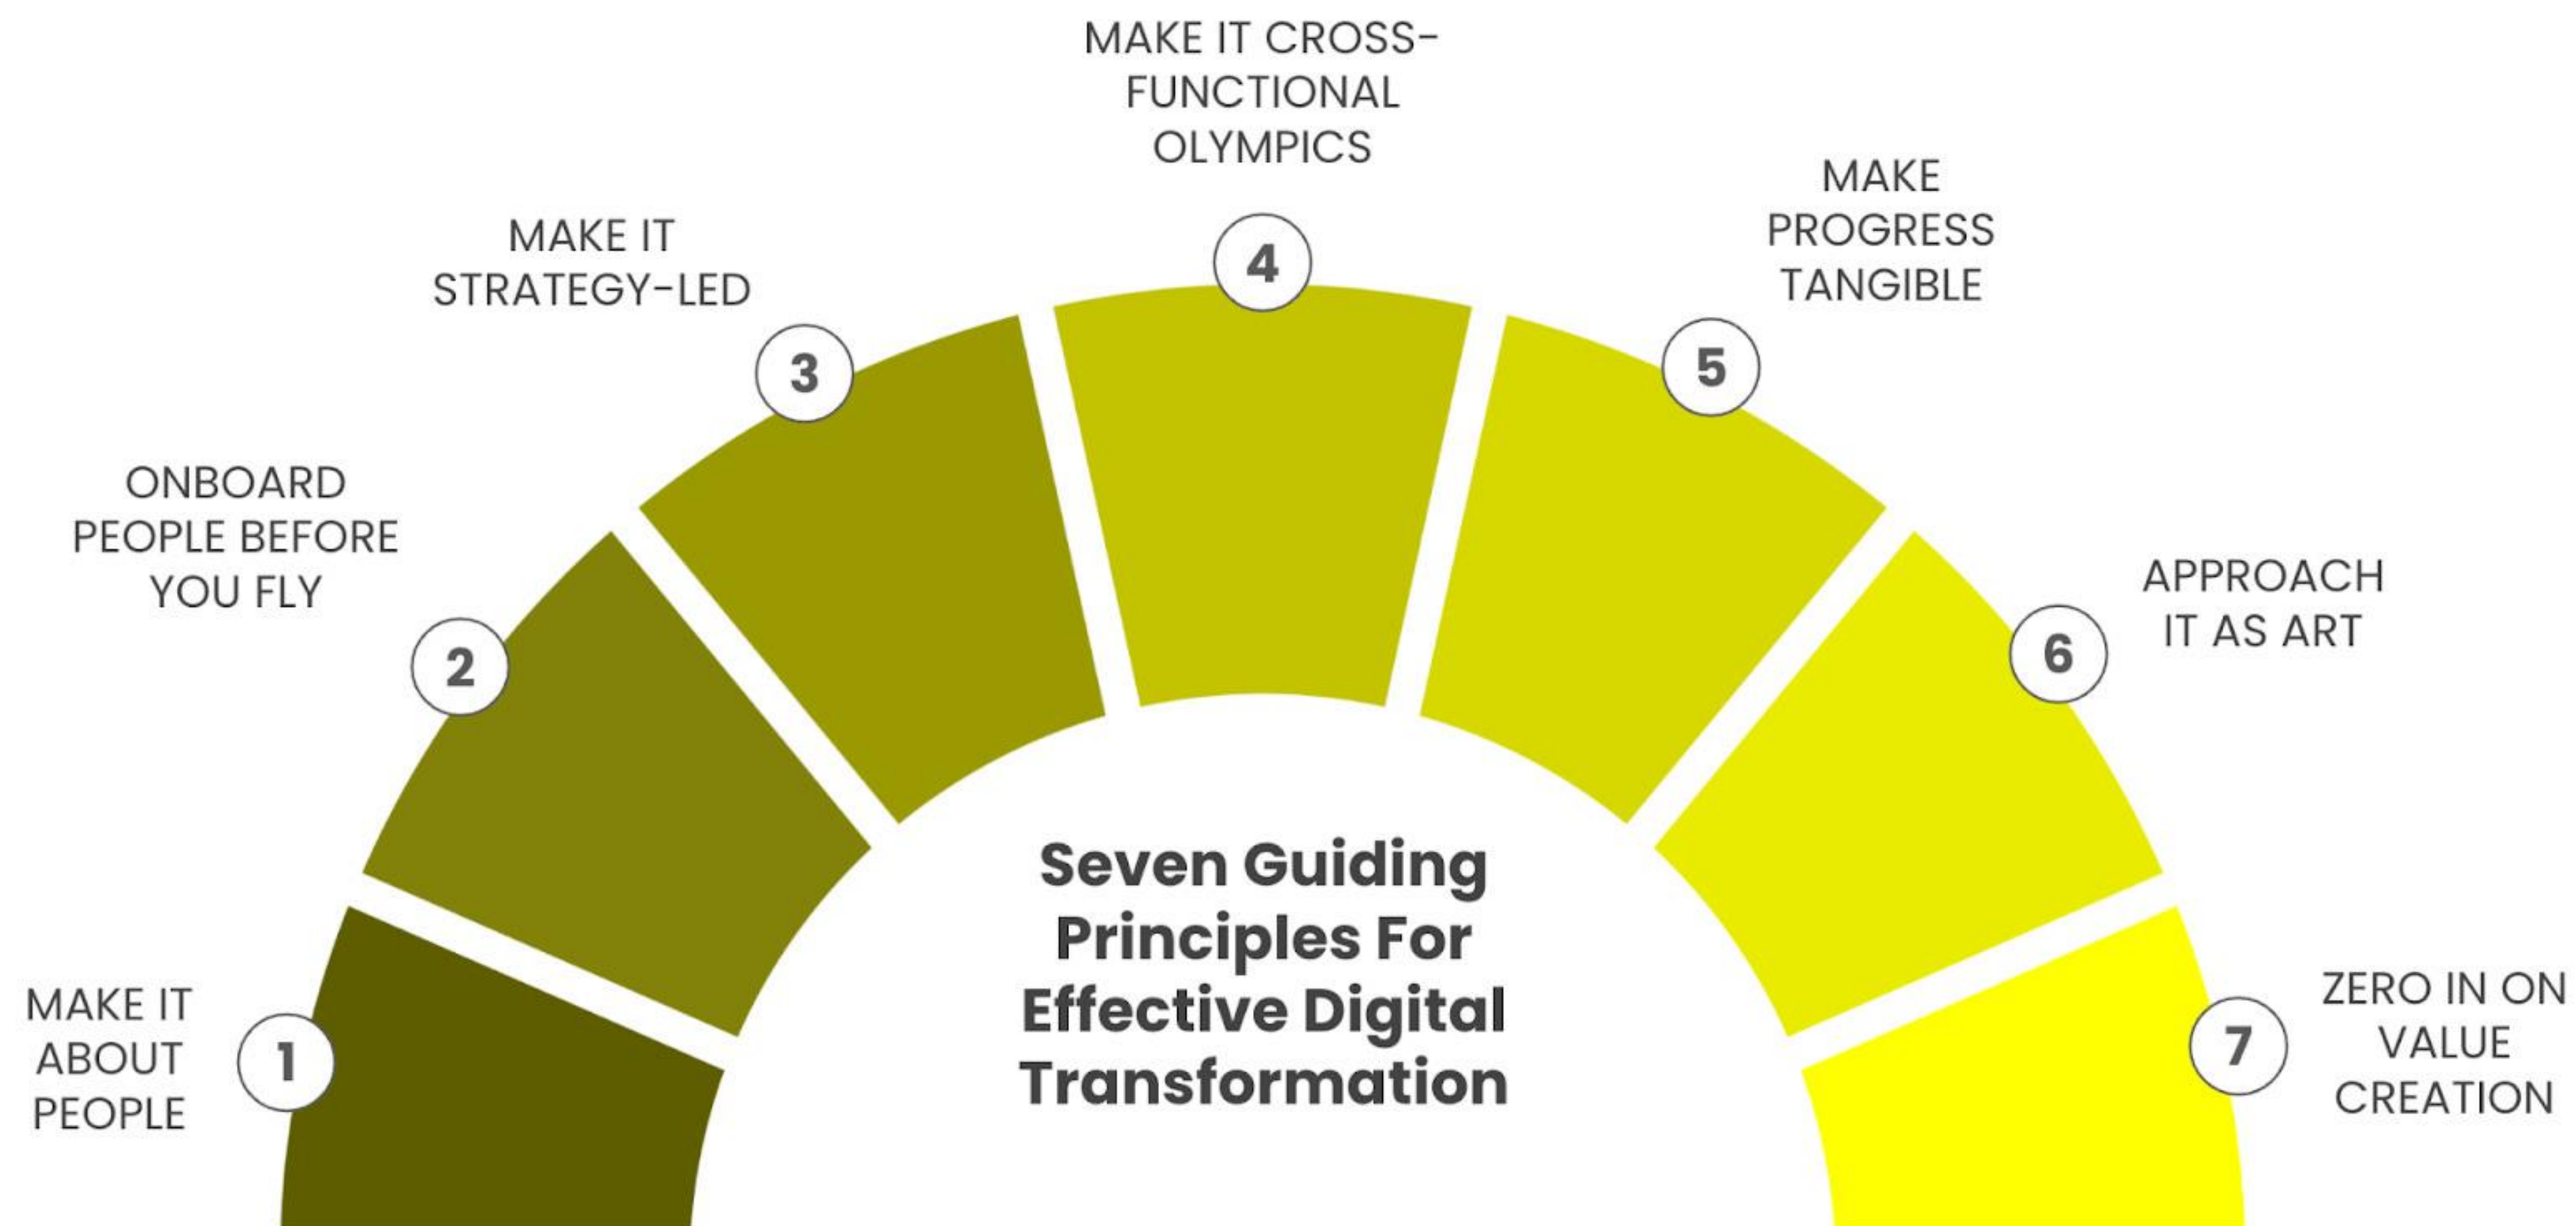 MAKE IT
ABOUT
PEOPLE
1
ONBOARD
PEOPLE BEFORE
YOU FLY
2
MAKE IT
STRATEGY-LED
3
MAKE IT CROSS-
FUNCTIONAL
OLYMPICS
4
MAKE
PROGRESS
TANGIBLE
5
APPROACH
IT AS ART
6
ZERO IN ON
VALUE
CREATION
7
Seven Guiding
Principles For
Effective Digital
Transformation